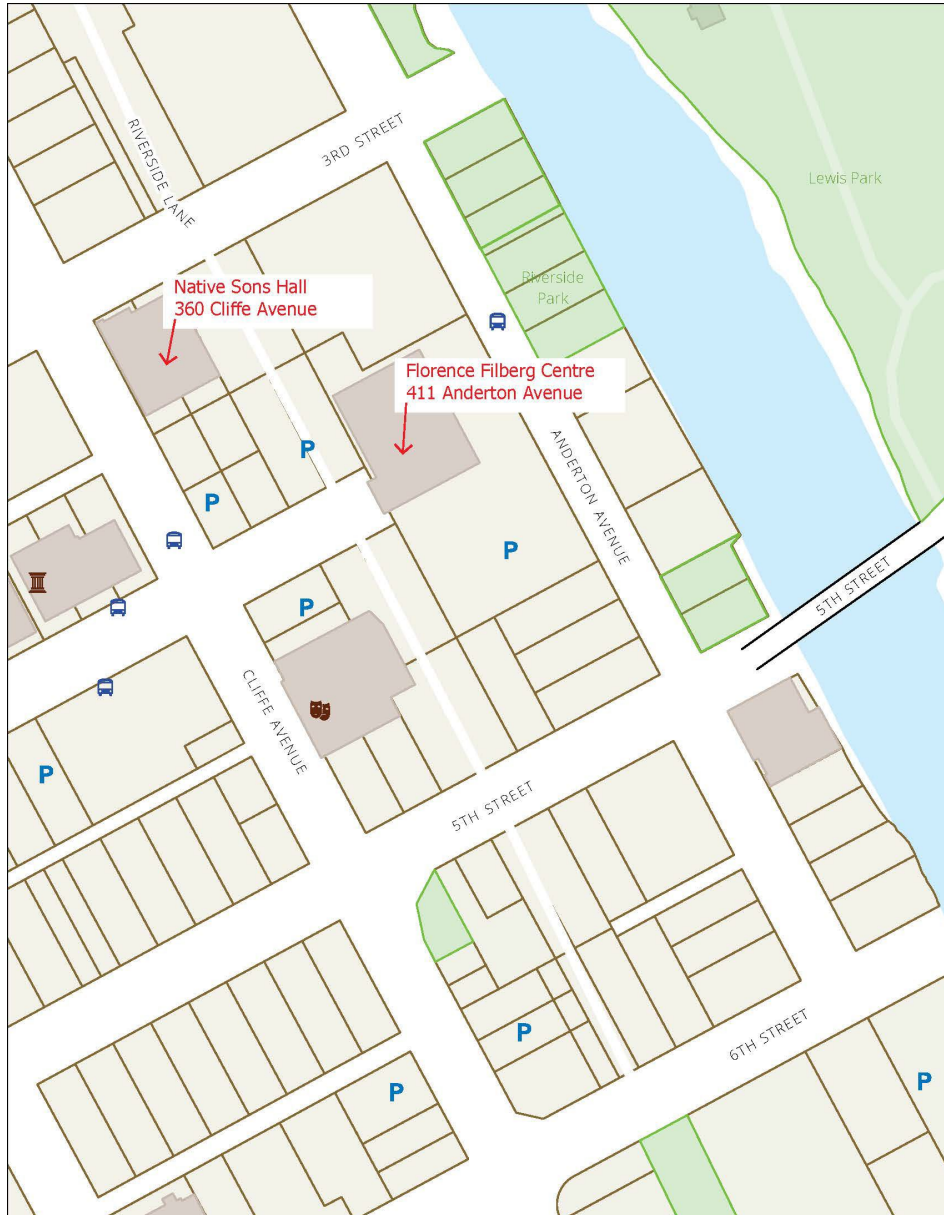 RIVERSIDE LANE
3RD STREET
Lewis Park
Native Sons Hall
360 Cliffe Avenue
Riverside
Park
Florence Filberg Centre
411 Anderton Avenue
P
P
ANDERTON AVENUE
P
5TH STREET
P
CLIFFE AVENUE
P
5TH STREET
P
6TH STREET
P
P